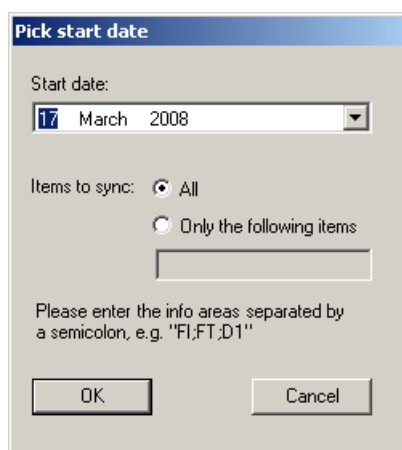 Pick start date
Start date:
17 March 2008
Items to sync: All
Only the following items
Please enter the info areas separated by
a semicolon, e.g. "FI;FT;D1"
OK Cancel